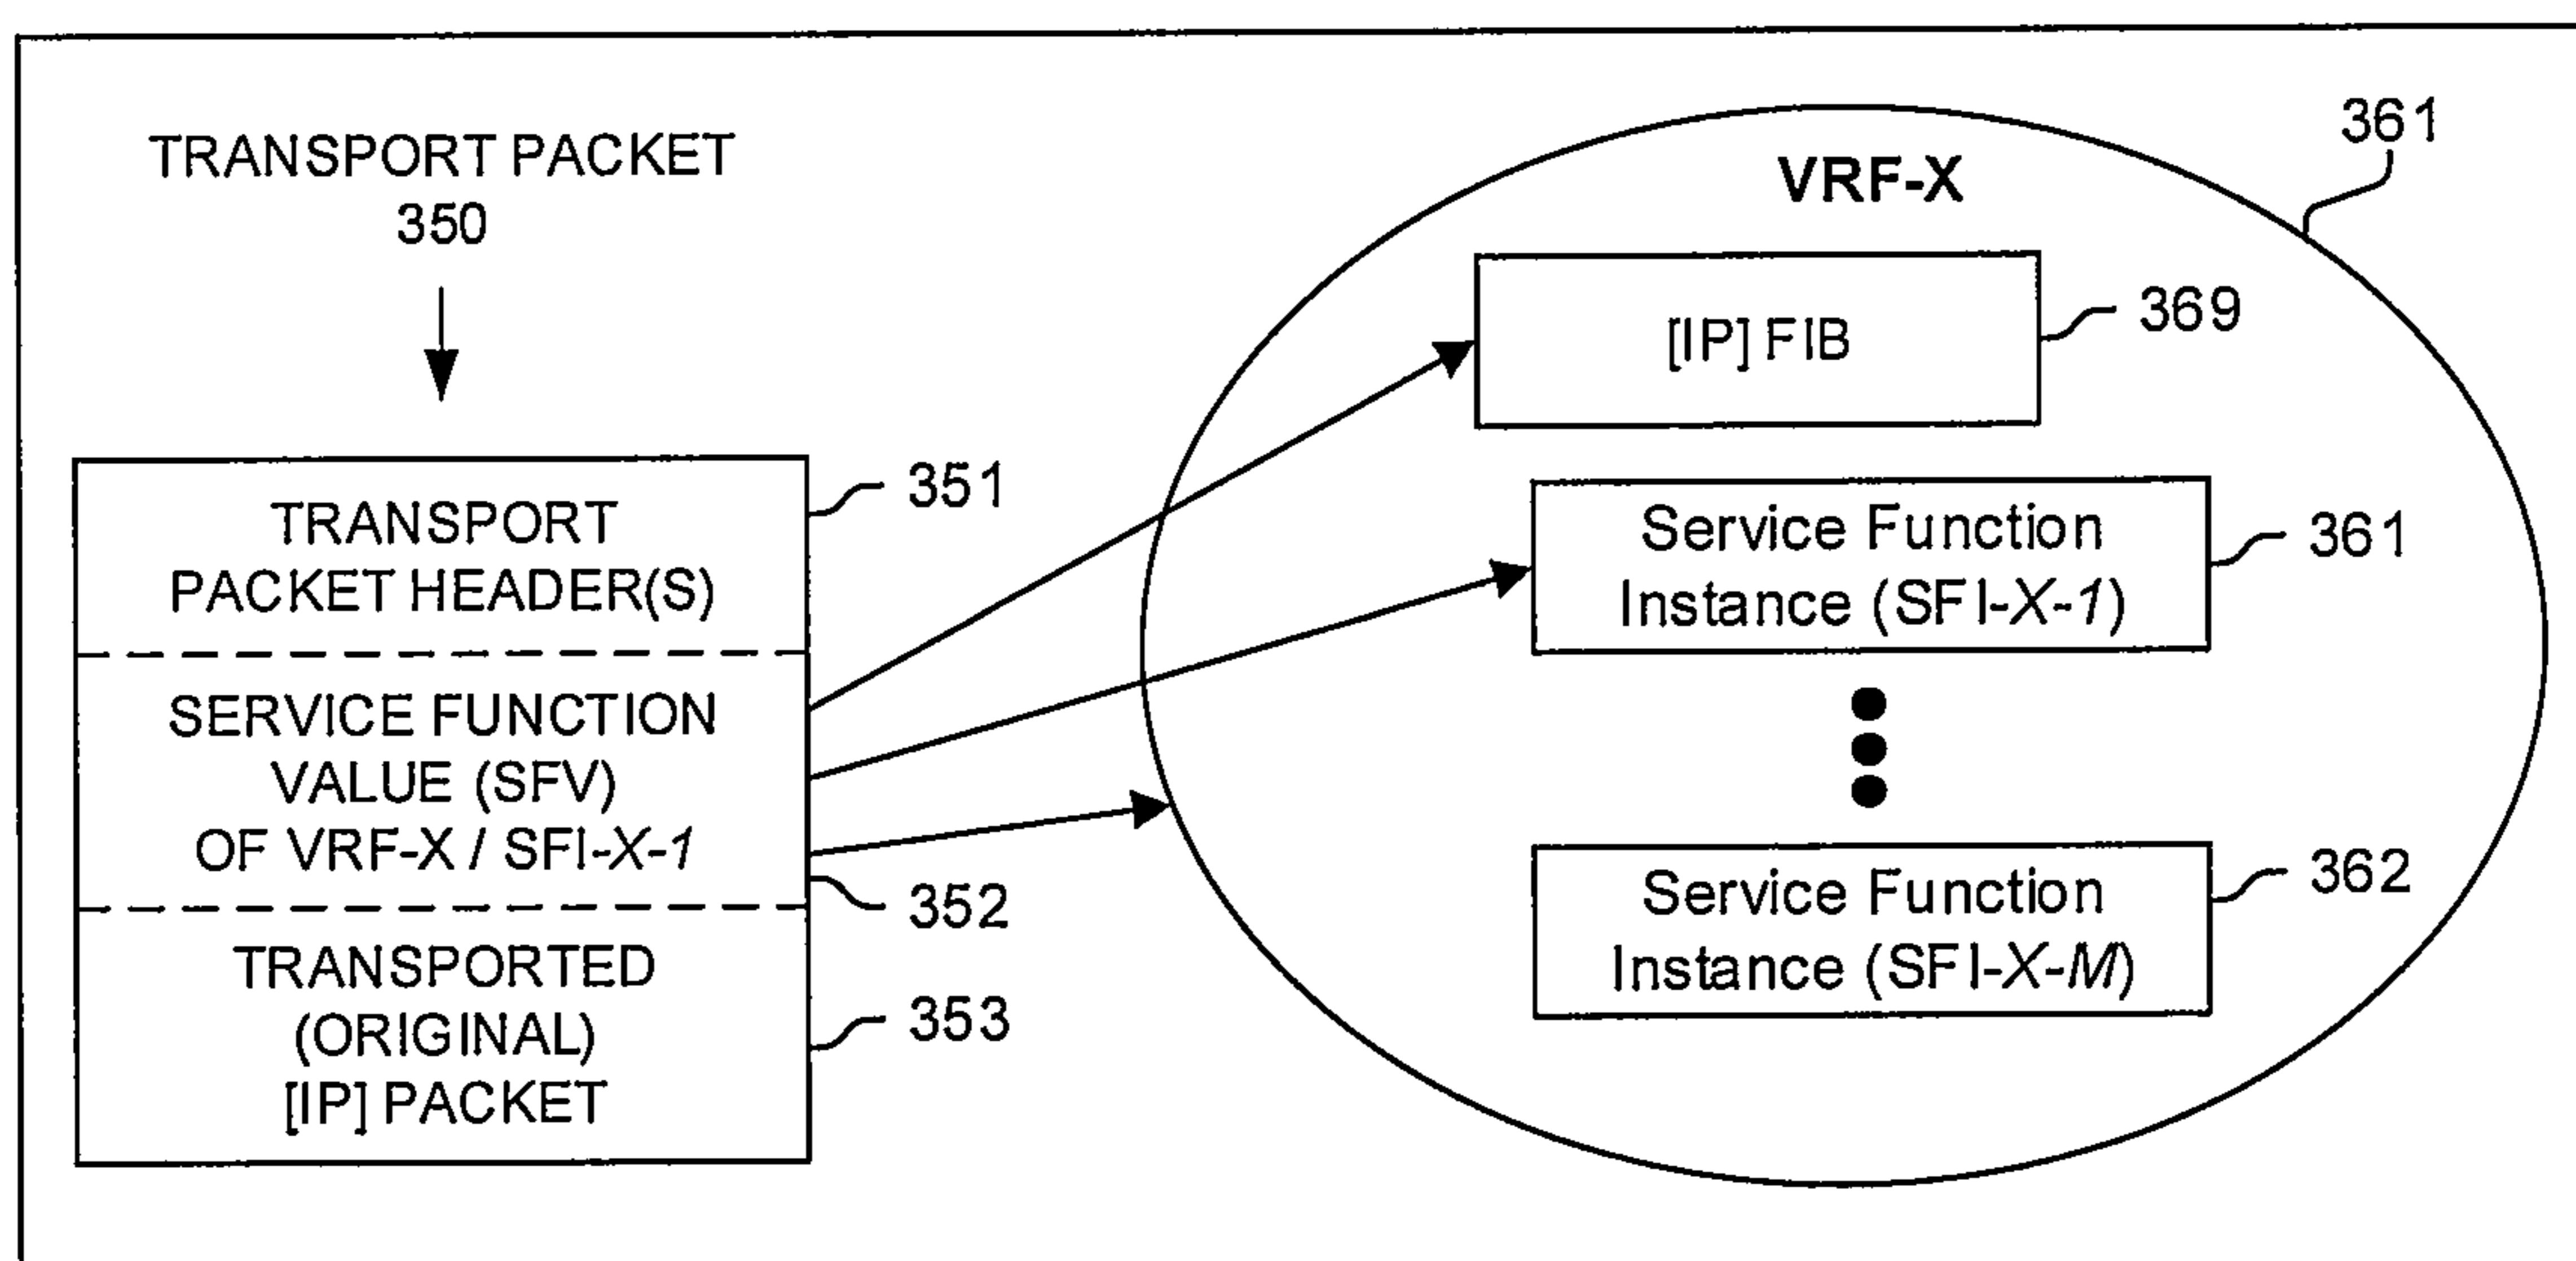 TRANSPORT PACKET
350
TRANSPORT
PACKET HEADER(S)
351
SERVICE FUNCTION
VALUE (SFV)
OF VRF-X / SFI-X-1
352
TRANSPORTED
(ORIGINAL)
[IP] PACKET
353
VRF-X
361
[IP] FIB
369
Service Function
Instance (SFI-X-1)
361
Service Function
Instance (SFI-X-M)
362